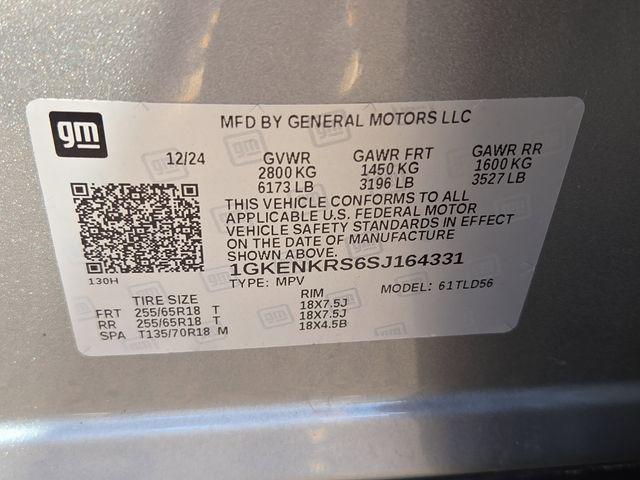 gm
MFD BY GENERAL MOTORS LLC
12/24 GVWR GAWR FRT GAWR RR
2800 KG 1450 KG 1600 KG
6173 LB 3196 LB 3527 LB
THIS VEHICLE CONFORMS TO ALL
APPLICABLE U.S. FEDERAL MOTOR
VEHICLE SAFETY STANDARDS IN EFFECT
ON THE DATE OF MANUFACTURE
SHOWN ABOVE.
130H
1GKENKRS6SJ164331
TYPE: MPV MODEL: 61TLD56
TIRE SIZE RIM
FRT 255/65R18 T 18X7.5J
RR 255/65R18 T 18X7.5J
SPA T135/70R18 M 18X4.5B